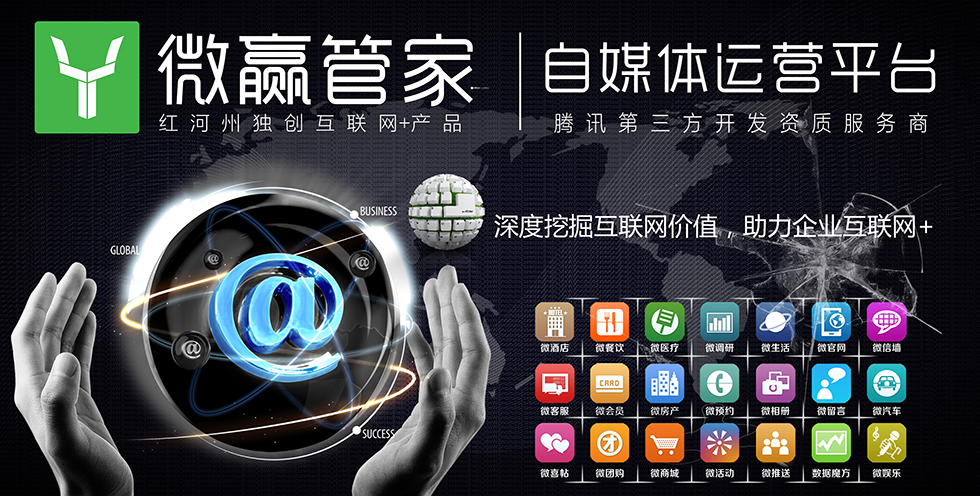 微赢管家
自媒体运营平台
红河州独创互联网+产品
腾讯第三方开发资质服务商
BUSINESS
GLOBAL
深度挖掘互联网价值，助力企业互联网+
@
SUCCESS
HOTEL
微酒店 微餐饮 微医疗 微调研 微生活 微官网 微信墙
CARD
微客服 微会员 微房产 微预约 微相册 微留言 微汽车
团
微喜帖 微团购 微商城 微活动 微推送 数据魔方 微娱乐